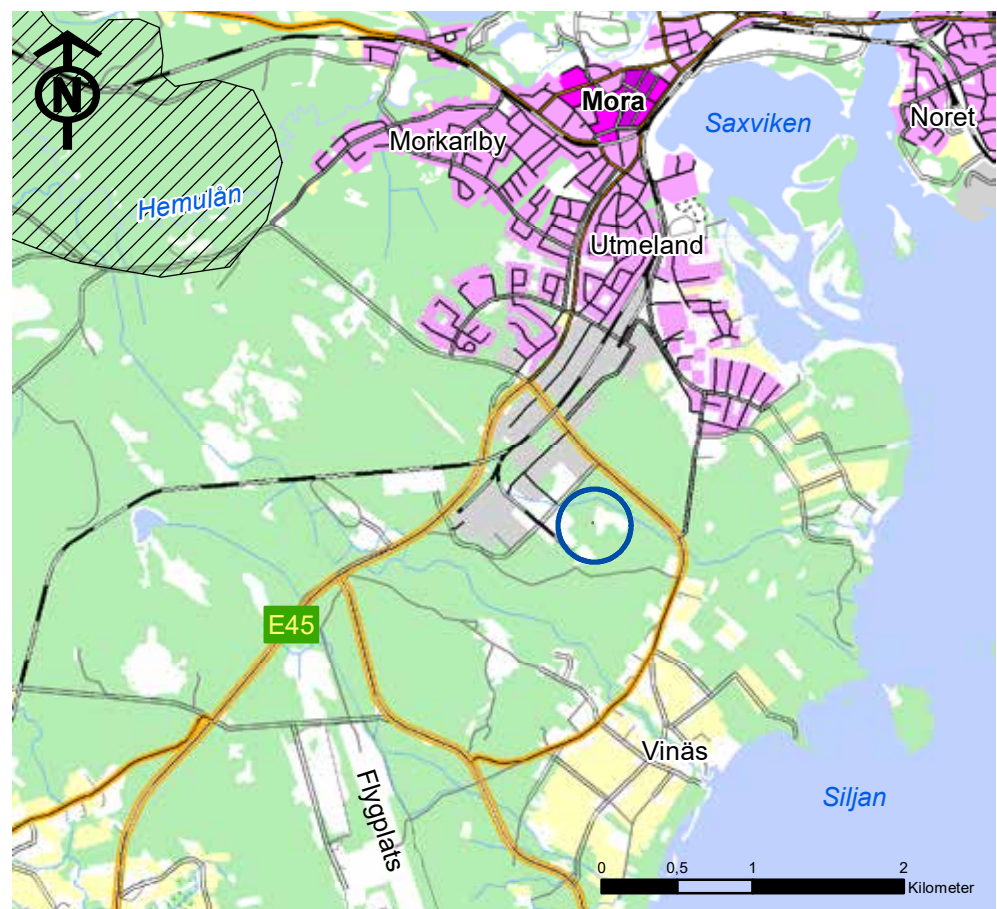 N
Mora
Saxviken
Noret
Morkarlby
Hemulån
Utmeland
E45
Vinäs
Flygplats
Siljan
0 0,5 1 2
Kilometer